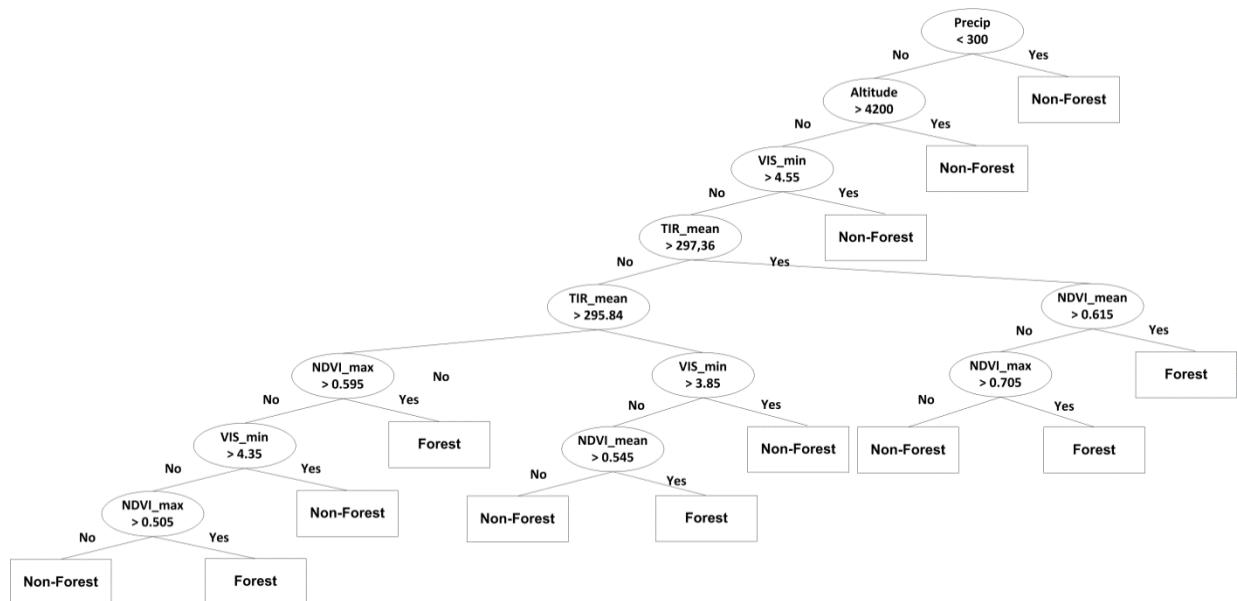 Precip
< 300
No
Yes
Altitude
> 4200
Non-Forest
No
Yes
VIS_min
> 4.55
Non-Forest
No
Yes
TIR_mean
> 297,36
Non-Forest
No
Yes
TIR_mean
> 295.84
NDVI_mean
> 0.615
No
Yes
NDVI_max
> 0.595
No
VIS_min
> 3.85
NDVI_max
> 0.705
Forest
No
Yes
No
Yes
No
Yes
VIS_min
> 4.35
Forest
NDVI_mean
> 0.545
Non-Forest
Non-Forest
Forest
No
Yes
No
Yes
NDVI_max
> 0.505
Non-Forest
Non-Forest
Forest
No
Yes
Non-Forest
Forest